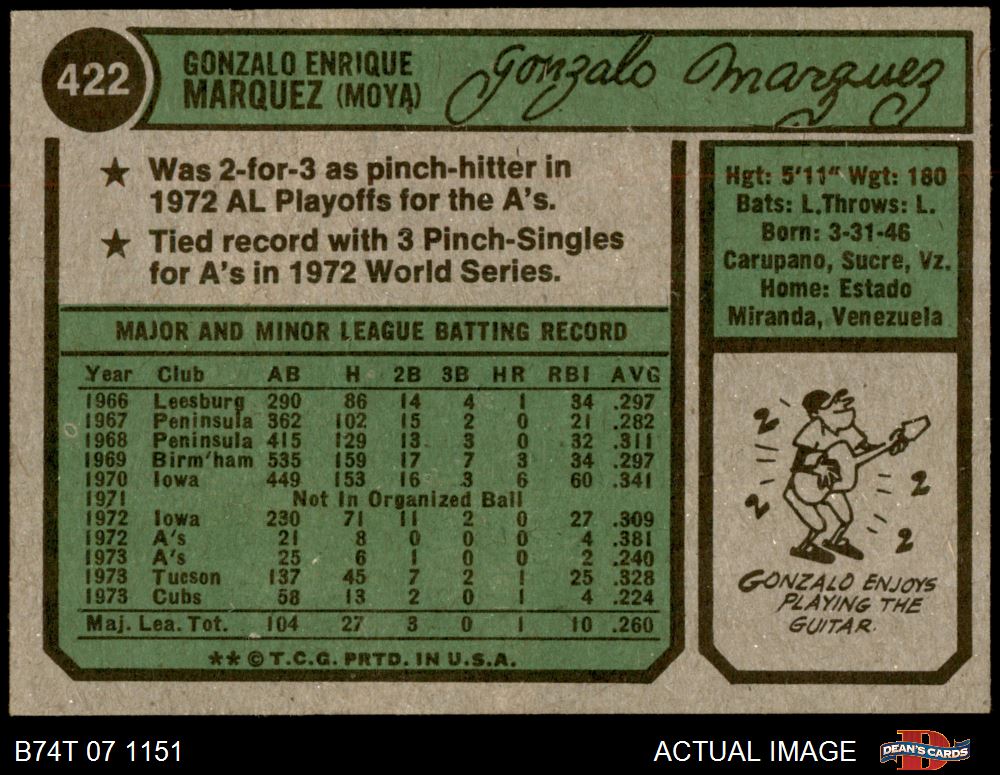 422
GONZALO ENRIQUE
MARQUEZ (MOYA)
Gonzalo Marquez
★ Was 2-for-3 as pinch-hitter in
1972 AL Playoffs for the A's.
★ Tied record with 3 Pinch-Singles
for A's in 1972 World Series.
Hgt: 5'11" Wgt: 180
Bats: L. Throws: L.
Born: 3-31-46
Carupano, Sucre, Vz.
Home: Estado
Miranda, Venezuela
MAJOR AND MINOR LEAGUE BATTING RECORD
Year Club AB H 2B 3B HR RBI AVG
1966 Leesburg 290 86 14 4 1 34 .297
1967 Peninsula 362 102 15 2 0 21 .282
1968 Peninsula 415 129 13 3 0 32 .311
1969 Birm'ham 535 159 17 7 3 34 .297
1970 Iowa 449 153 16 3 6 60 .341
1971 Not In Organized Ball
1972 Iowa 230 71 11 2 0 27 .309
1972 A's 21 8 0 0 0 4 .381
1973 A's 25 6 1 0 0 2 .240
1973 Tucson 137 45 7 2 1 25 .328
1973 Cubs 58 13 2 0 1 4 .224
Maj. Lea. Tot. 104 27 3 0 1 10 .260
** © T.C.G. PRTD. IN U.S.A.
GONZALO ENJOYS
PLAYING THE
GUITAR.
B74T 07 1151
ACTUAL IMAGE
DEAN'S CARDS